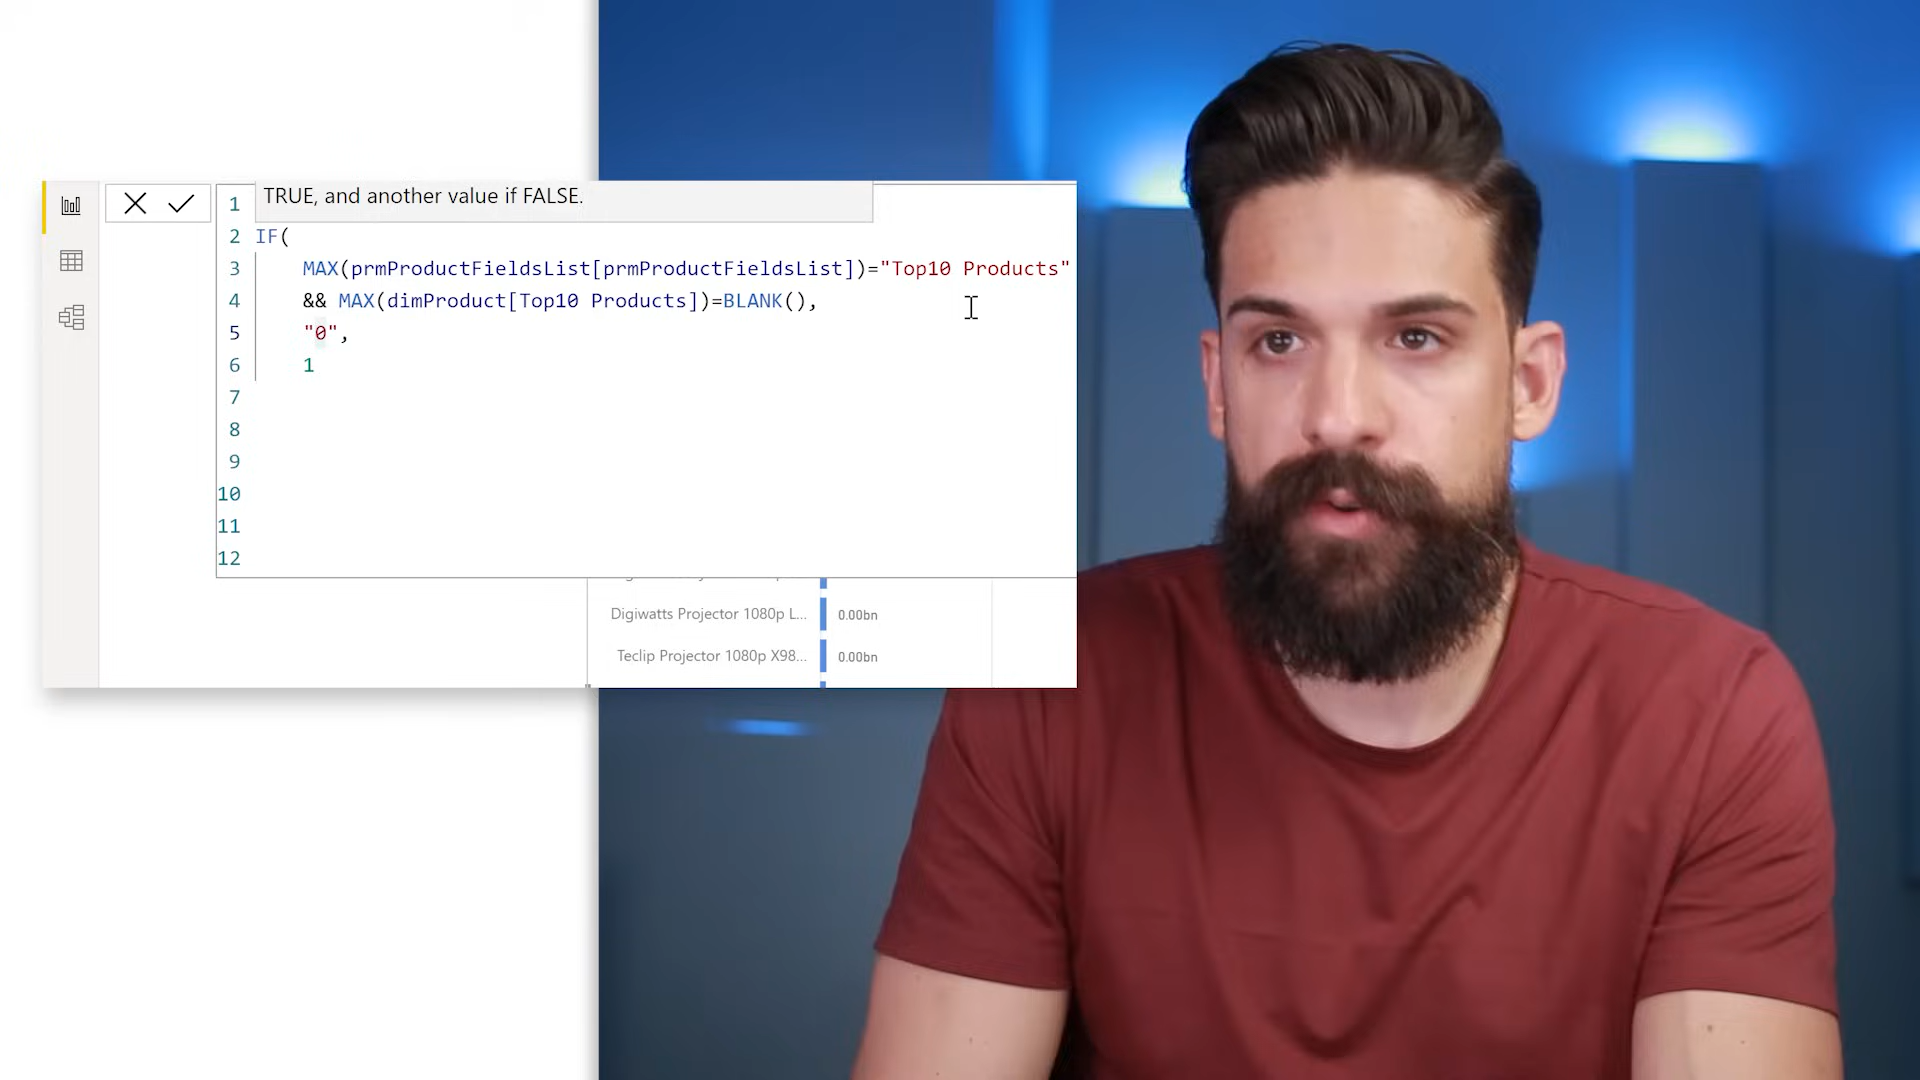 TRUE, and another value if FALSE.
1
2 IF(
3 MAX(prmProductFieldsList[prmProductFieldsList])="Top10 Products"
4 && MAX(dimProduct[Top10 Products])=BLANK(),
5 "0",
6 1
7
8
9
10
11
12
Digiwatts Projector 1080p L... 0.00bn
Teclip Projector 1080p X98... 0.00bn